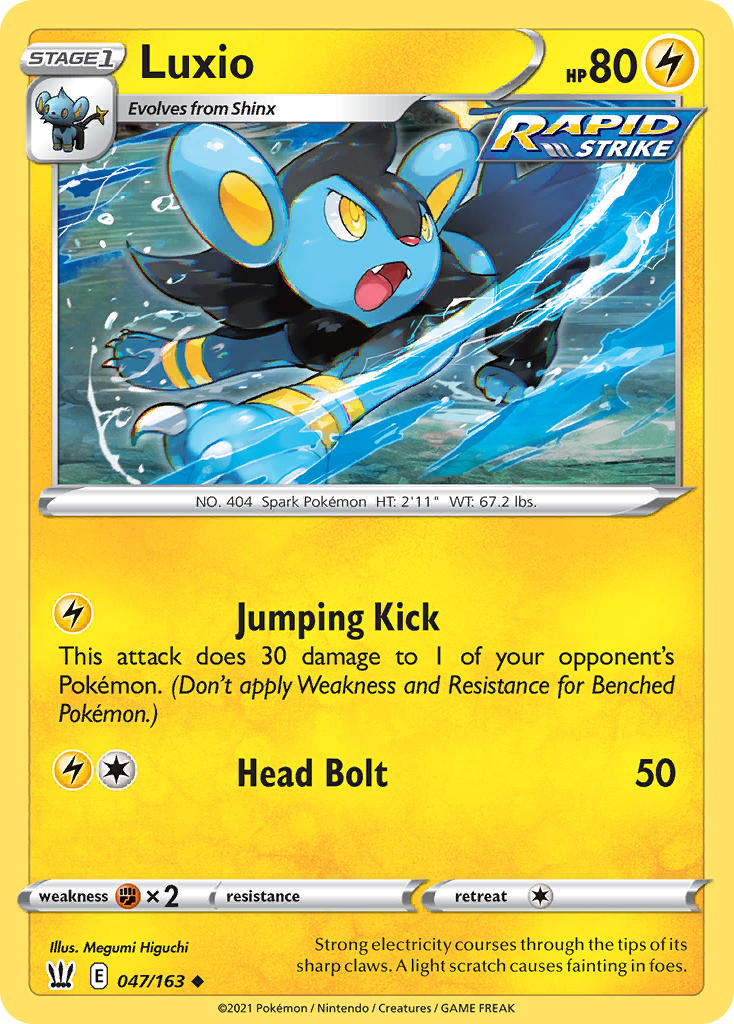 STAGE1
Luxio
HP80
Evolves from Shinx
RAPID
STRIKE
NO. 404 Spark Pokémon HT: 2'11" WT: 67.2 lbs.
Jumping Kick
This attack does 30 damage to 1 of your opponent's
Pokémon. (Don't apply Weakness and Resistance for Benched
Pokémon.)
Head Bolt 50
weakness ×2 resistance retreat
Illus. Megumi Higuchi
Strong electricity courses through the tips of its
sharp claws. A light scratch causes fainting in foes.
E 047/163
©2021 Pokémon / Nintendo / Creatures / GAME FREAK